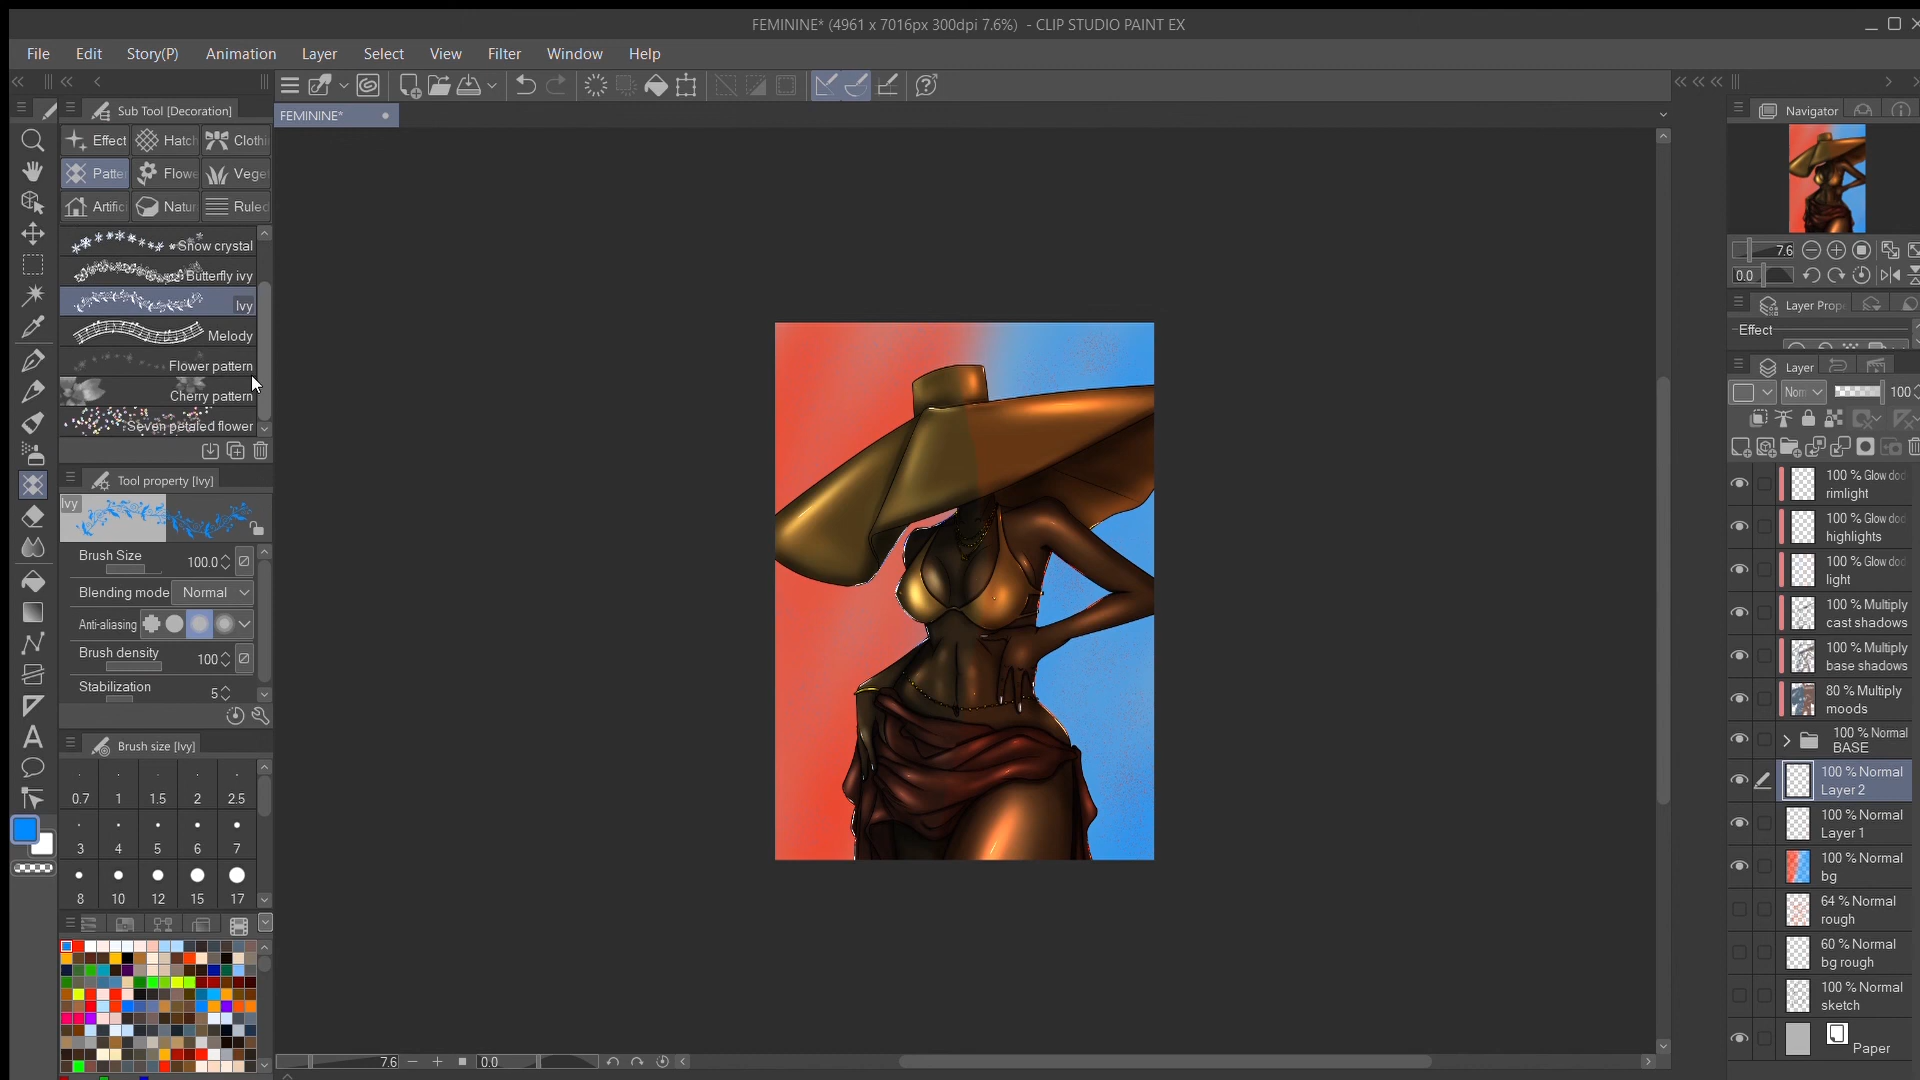 FEMININE* (4961 x 7016px 300dpi 7.6%) - CLIP STUDIO PAINT EX
File Edit Story(P) Animation Layer Select View Filter Window Help
Sub Tool [Decoration]
FEMININE*
Navigator
Effect Hatc Clothi
Patte Flowe Vege
Artific Natur Ruled
Snow crystal
Butterfly ivy
Ivy
Melody
Flower pattern
Cherry pattern
Seven petaled flower
Tool property [Ivy]
Ivy
Brush Size 100.0
Blending mode Normal
Anti-aliasing
Brush density 100
Stabilization 5
Brush size [Ivy]
0.7 1 1.5 2 2.5
3 4 5 6 7
8 10 12 15 17
7.6 0.0
7.6
0.0
Layer Prope
Effect
Layer
Norn 100
100 % Glow dod
rimlight
100 % Glow dod
highlights
100 % Glow dod
light
100 % Multiply
cast shadows
100 % Multiply
base shadows
80 % Multiply
moods
100 % Normal
BASE
100 % Normal
Layer 2
100 % Normal
Layer 1
100 % Normal
bg
64 % Normal
rough
60 % Normal
bg rough
100 % Normal
sketch
Paper